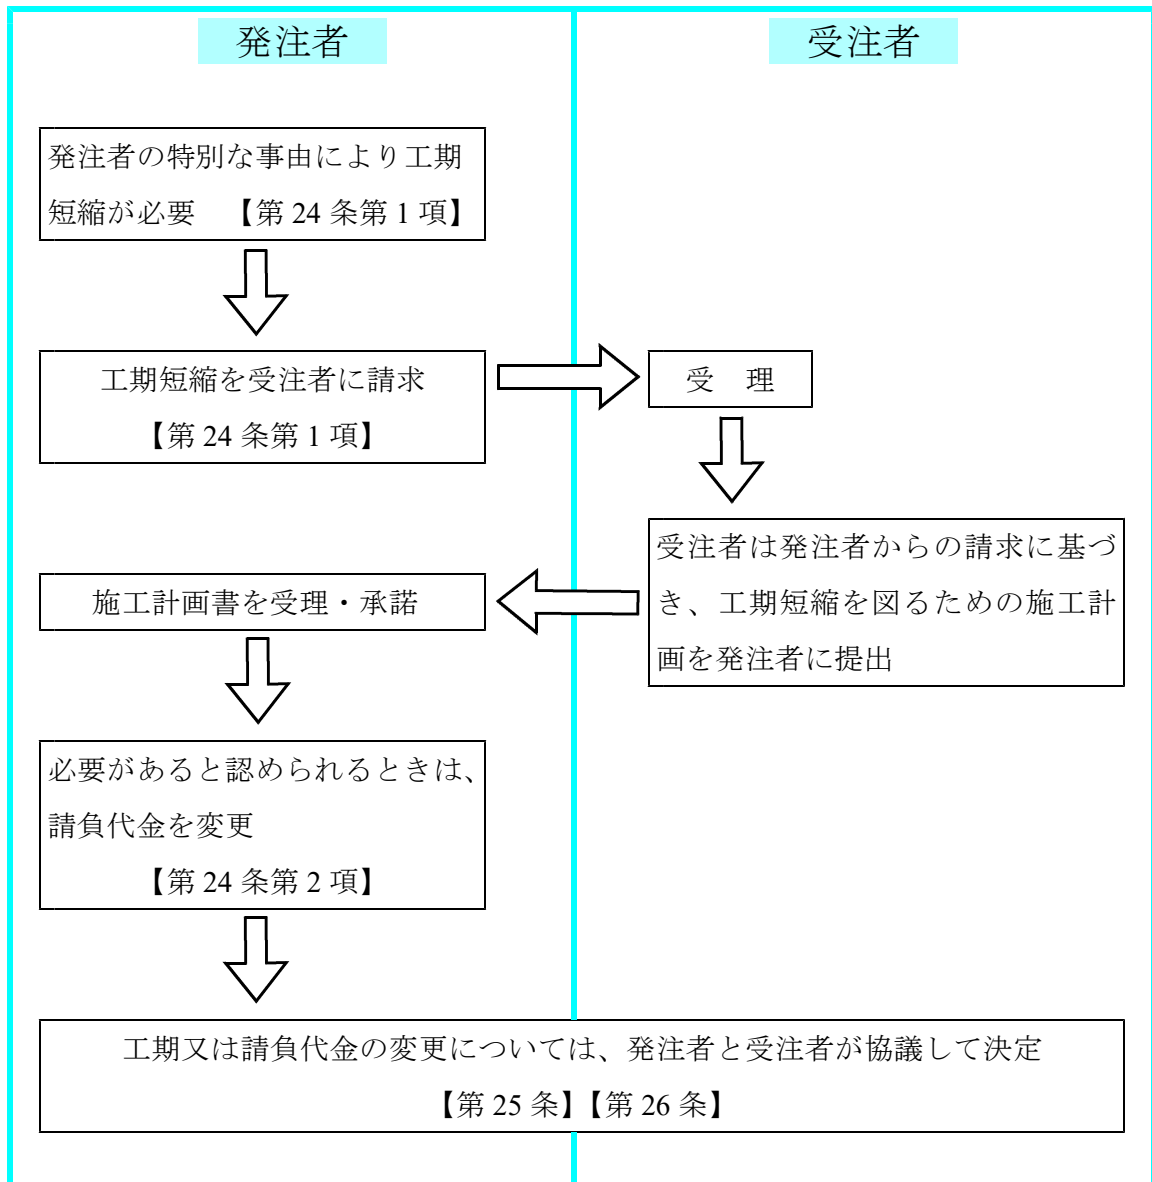 発注者
受注者
発注者の特別な事由により工期
短縮が必要　【第 24 条第 1 項】
工期短縮を受注者に請求
【第 24 条第 1 項】
受　理
受注者は発注者からの請求に基づ
き、工期短縮を図るための施工計
画を発注者に提出
施工計画書を受理・承諾
必要があると認められるときは、
請負代金を変更
【第 24 条第 2 項】
工期又は請負代金の変更については、発注者と受注者が協議して決定
【第 25 条】【第 26 条】